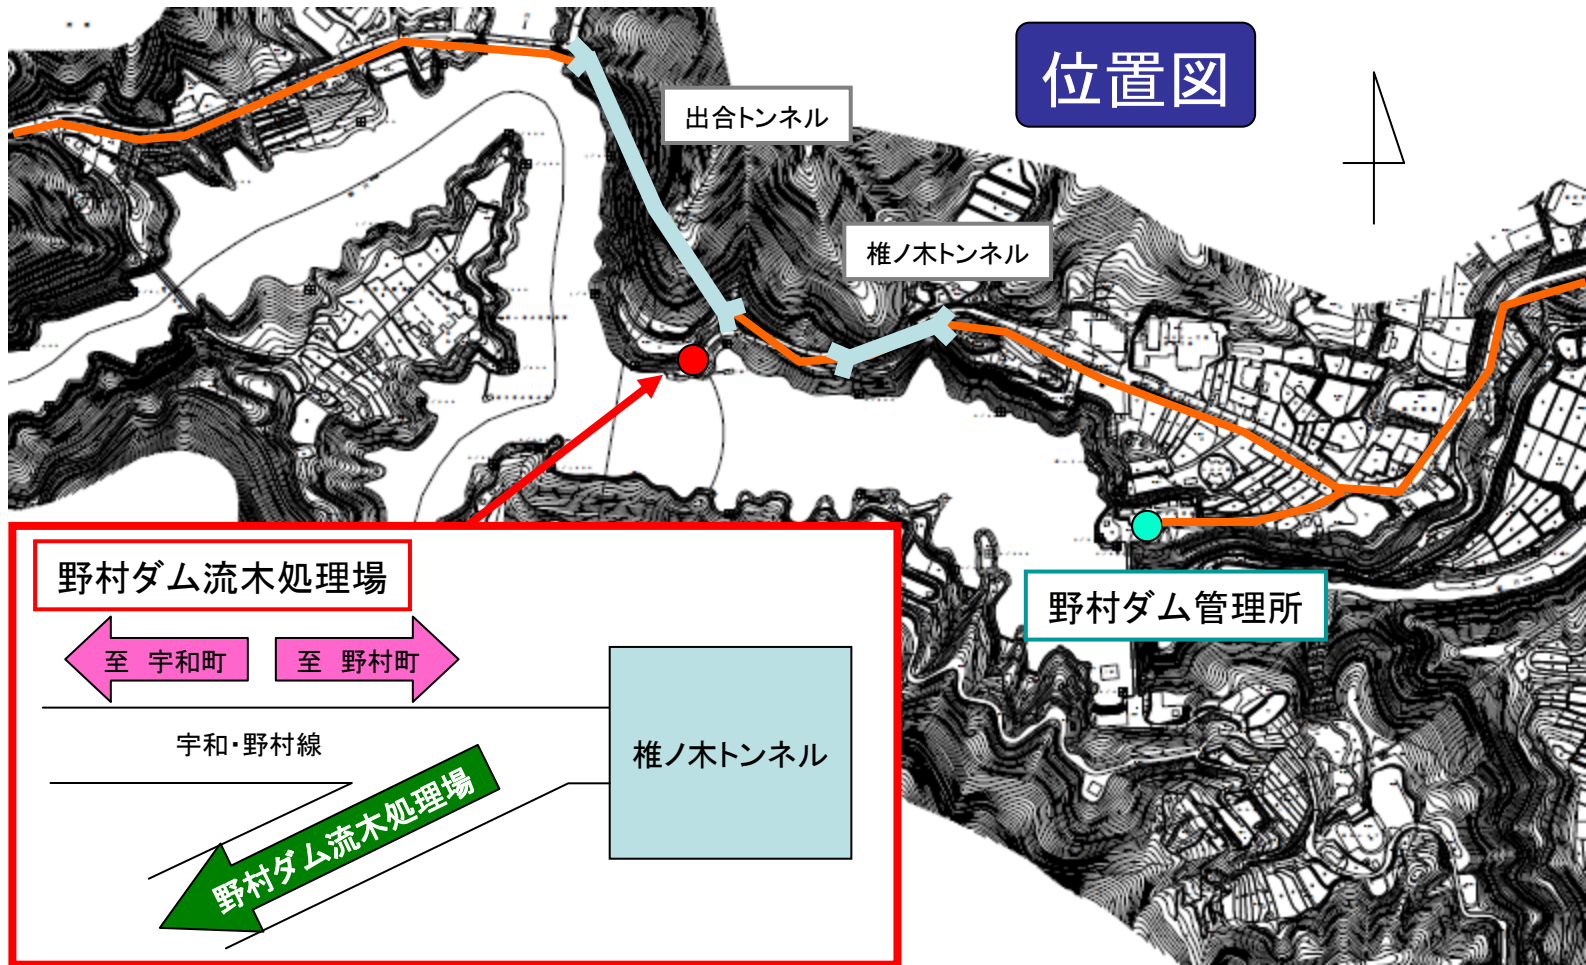 位置図
出合トンネル
椎ノ木トンネル
野村ダム管理所
野村ダム流木処理場
至　宇和町
至　野村町
宇和・野村線
椎ノ木トンネル
野村ダム流木処理場